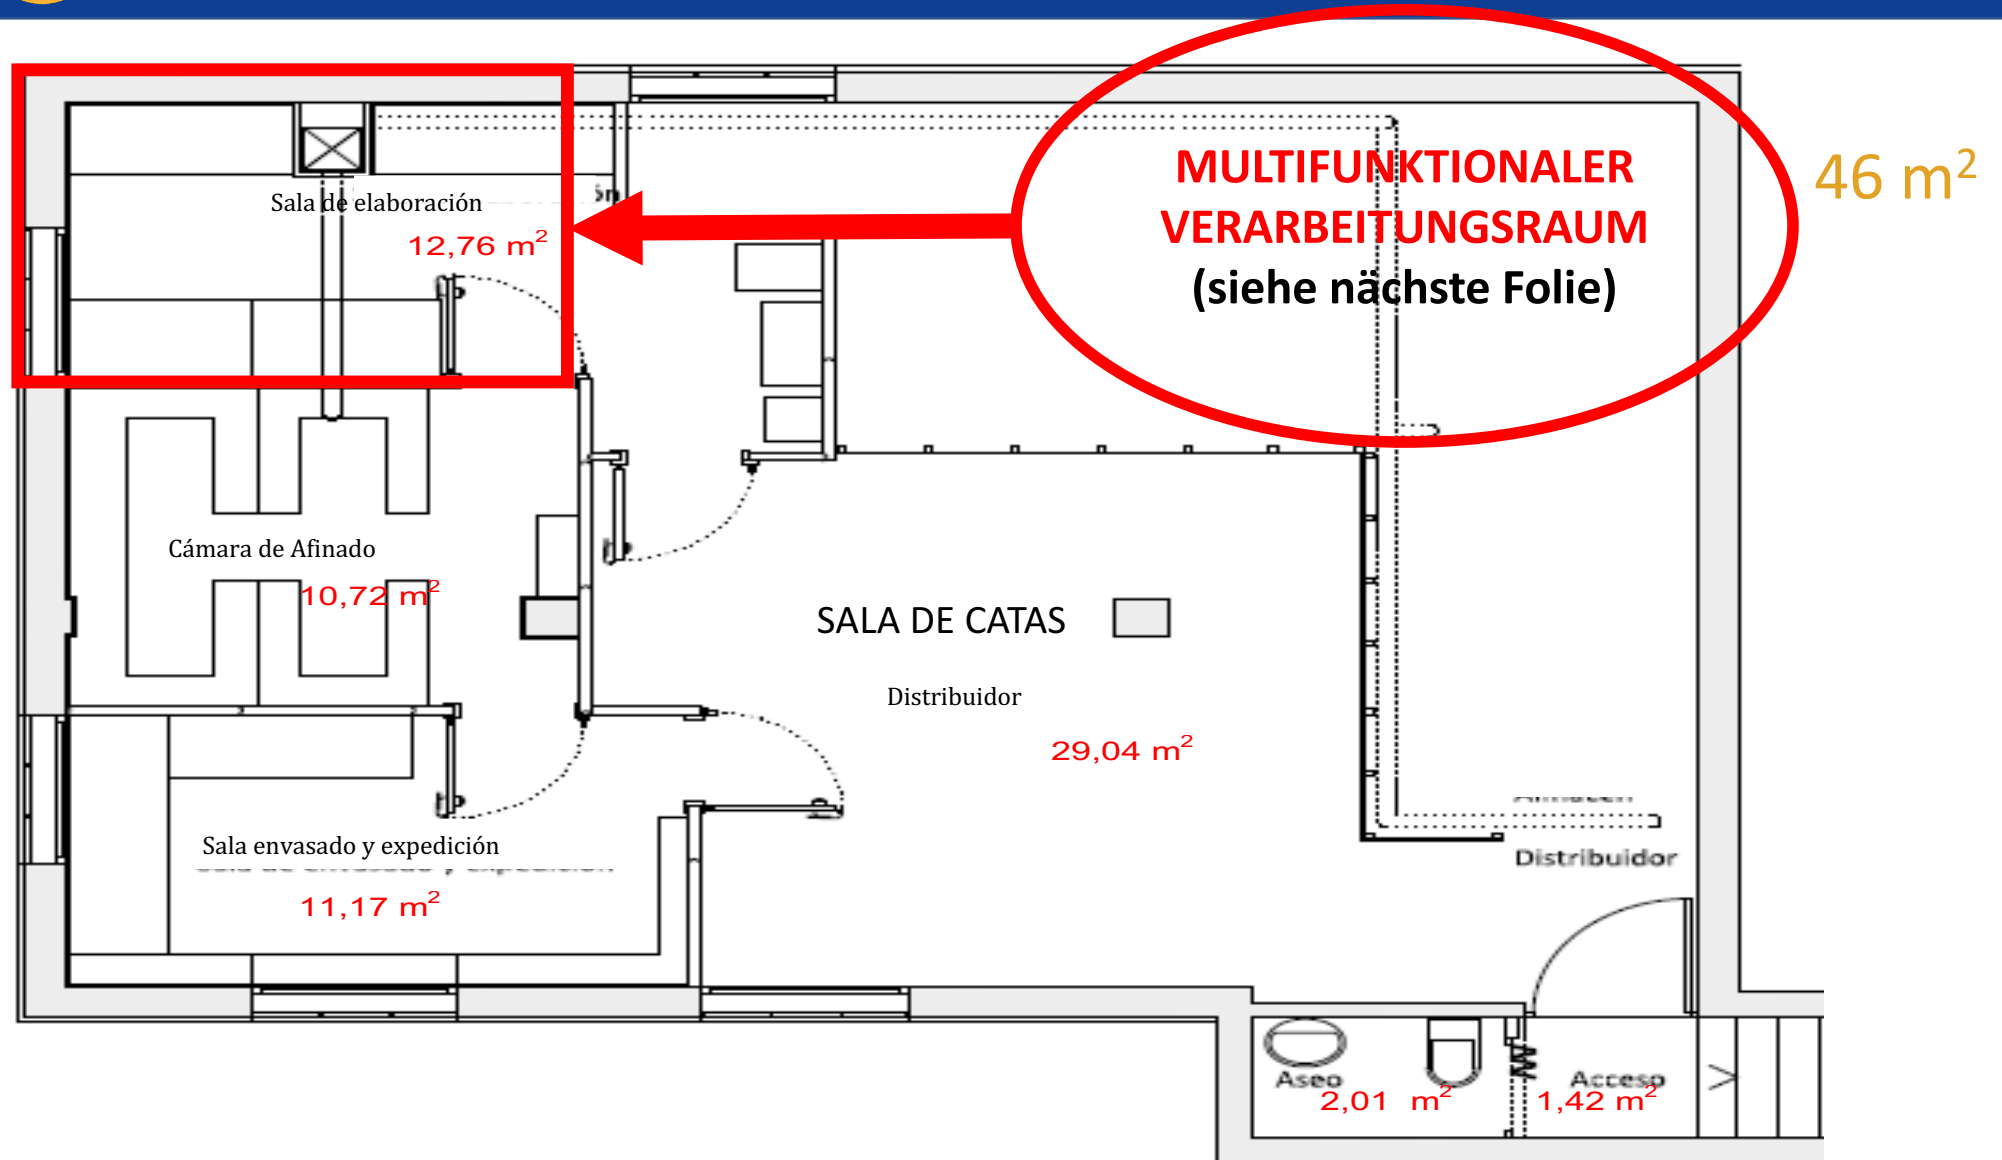 MULTIFUNKTIONALER
VERARBEITUNGSRAUM
(siehe nächste Folie)
46 m²
Sala de elaboración
12,76 m²
Cámara de Afinado
10,72 m²
SALA DE CATAS
Distribuidor
29,04 m²
Distribuidor
Sala envasado y expedición
11,17 m²
Aseo
2,01 m²
Acceso
1,42 m²